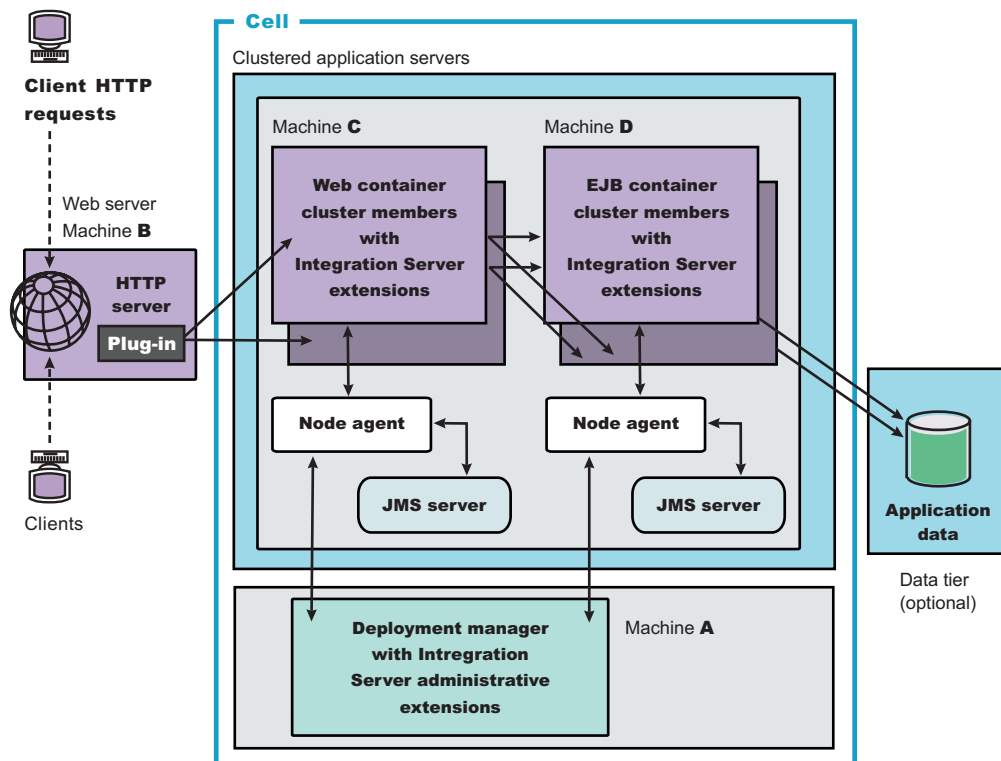 Cell
Client HTTP
requests
Clustered application servers
Machine C
Machine D
Web container
cluster members
with
Integration Server
extensions
EJB container
cluster members
with
Integration Server
extensions
Web server
Machine B
HTTP
server
Plug-in
Node agent
Node agent
JMS server
JMS server
Clients
Application
data
Data tier
(optional)
Machine A
Deployment manager
with Intregration
Server administrative
extensions